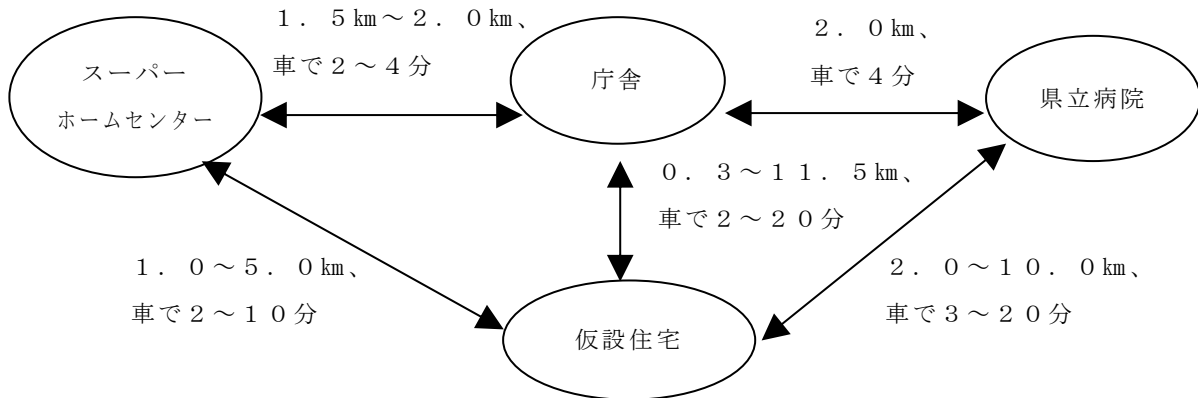 １．５㎞～２．０㎞、
車で２～４分
スーパー
ホームセンター
庁舎
２．０㎞、
車で４分
県立病院
０．３～１１．５㎞、
車で２～２０分
１．０～５．０㎞、
車で２～１０分
２．０～１０．０㎞、
車で３～２０分
仮設住宅